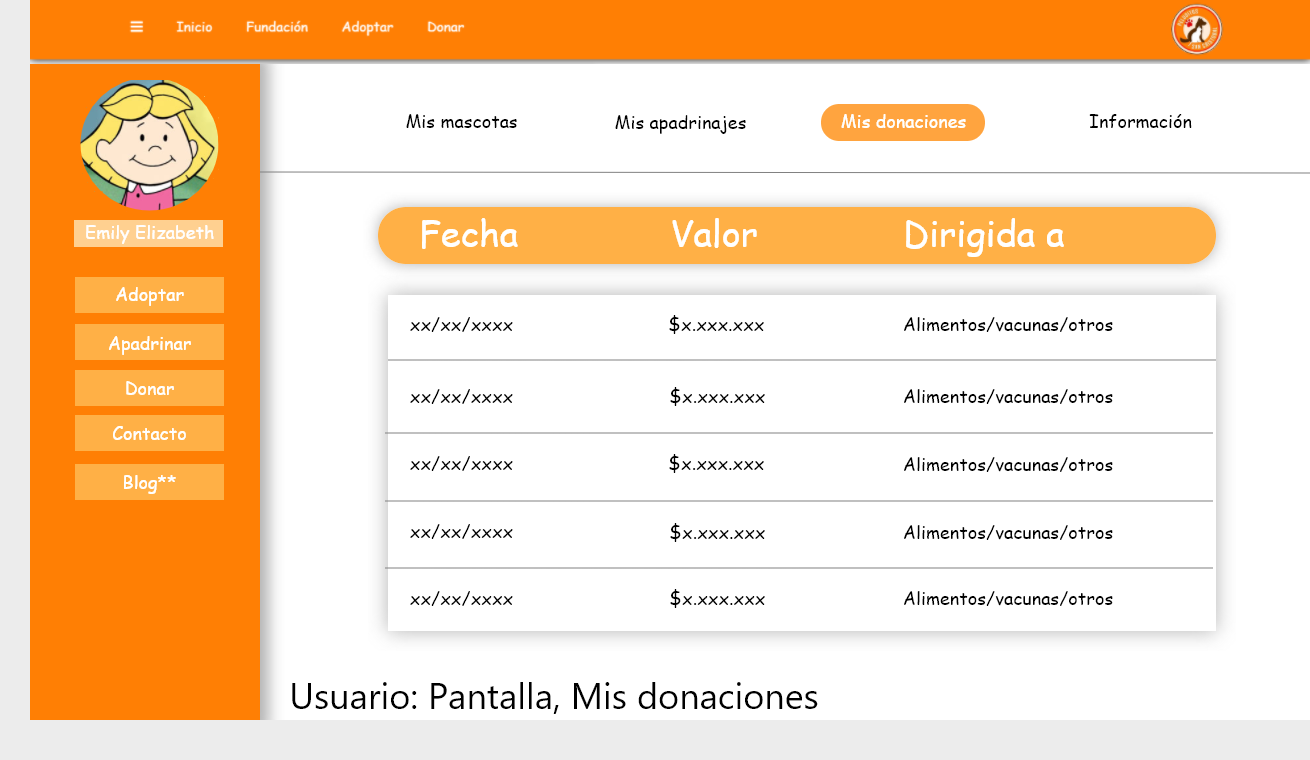 Inicio Fundación Adoptar Donar
Emily Elizabeth
Adoptar
Apadrinar
Donar
Contacto
Blog**
Mis mascotas Mis apadrinajes Mis donaciones Información
Fecha Valor Dirigida a
xx/xx/xxxx $x.xxx.xxx Alimentos/vacunas/otros
xx/xx/xxxx $x.xxx.xxx Alimentos/vacunas/otros
xx/xx/xxxx $x.xxx.xxx Alimentos/vacunas/otros
xx/xx/xxxx $x.xxx.xxx Alimentos/vacunas/otros
xx/xx/xxxx $x.xxx.xxx Alimentos/vacunas/otros
Usuario: Pantalla, Mis donaciones